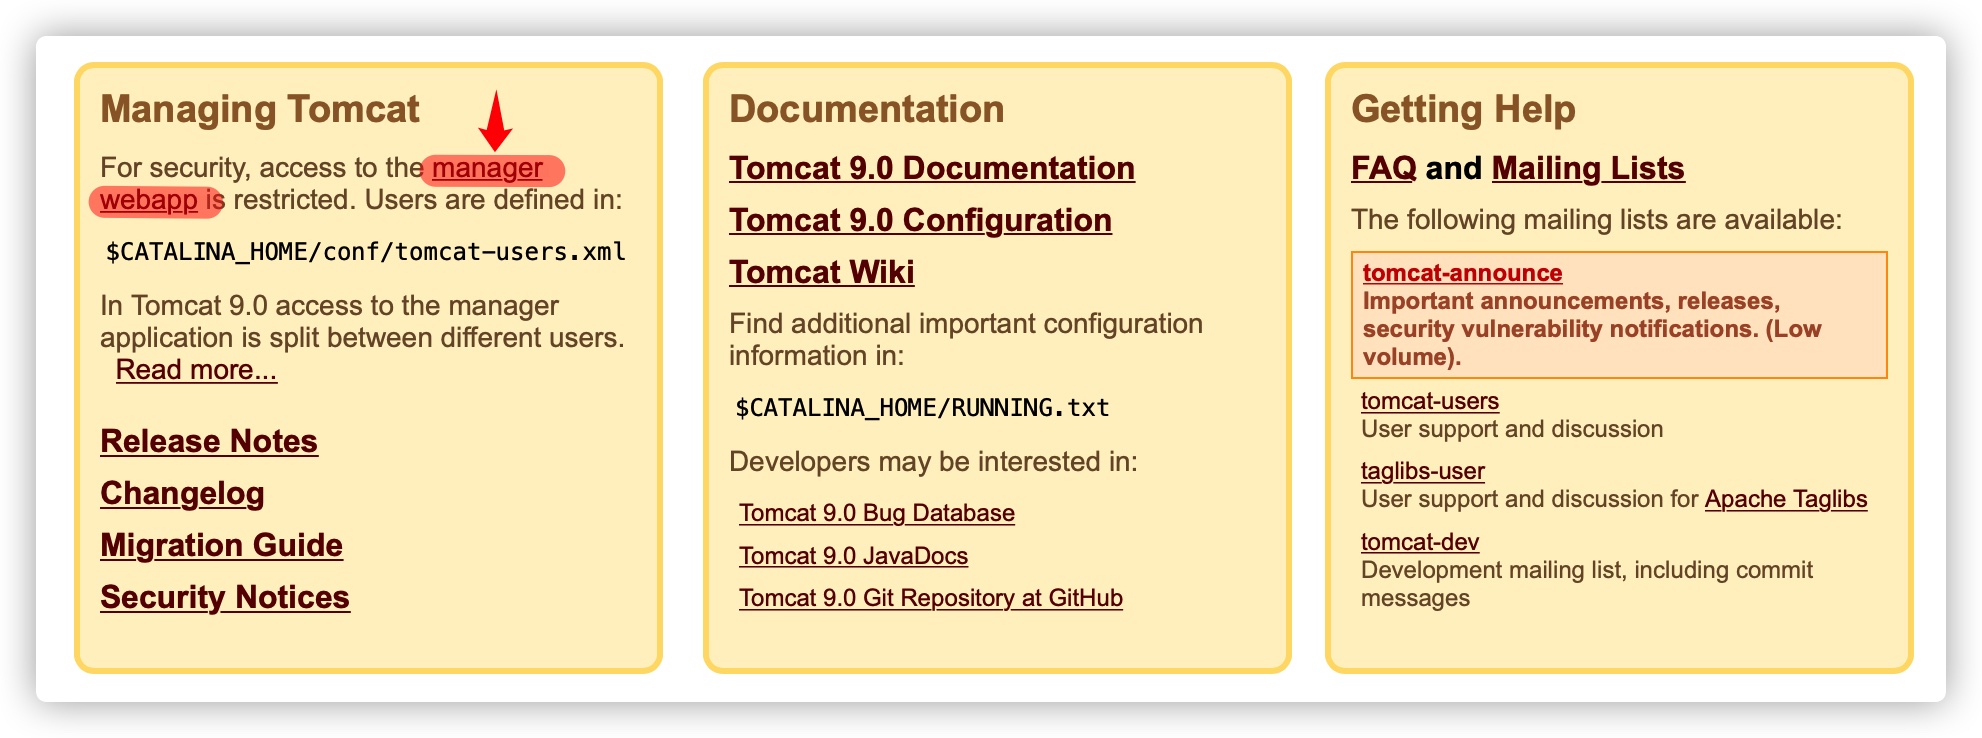 Managing Tomcat
For security, access to the manager
webapp is restricted. Users are defined in:
$CATALINA_HOME/conf/tomcat-users.xml
In Tomcat 9.0 access to the manager
application is split between different users.
Read more...
Release Notes
Changelog
Migration Guide
Security Notices
Documentation
Tomcat 9.0 Documentation
Tomcat 9.0 Configuration
Tomcat Wiki
Find additional important configuration
information in:
$CATALINA_HOME/RUNNING.txt
Developers may be interested in:
Tomcat 9.0 Bug Database
Tomcat 9.0 JavaDocs
Tomcat 9.0 Git Repository at GitHub
Getting Help
FAQ and Mailing Lists
The following mailing lists are available:
tomcat-announce
Important announcements, releases,
security vulnerability notifications. (Low
volume).
tomcat-users
User support and discussion
taglibs-user
User support and discussion for Apache Taglibs
tomcat-dev
Development mailing list, including commit
messages